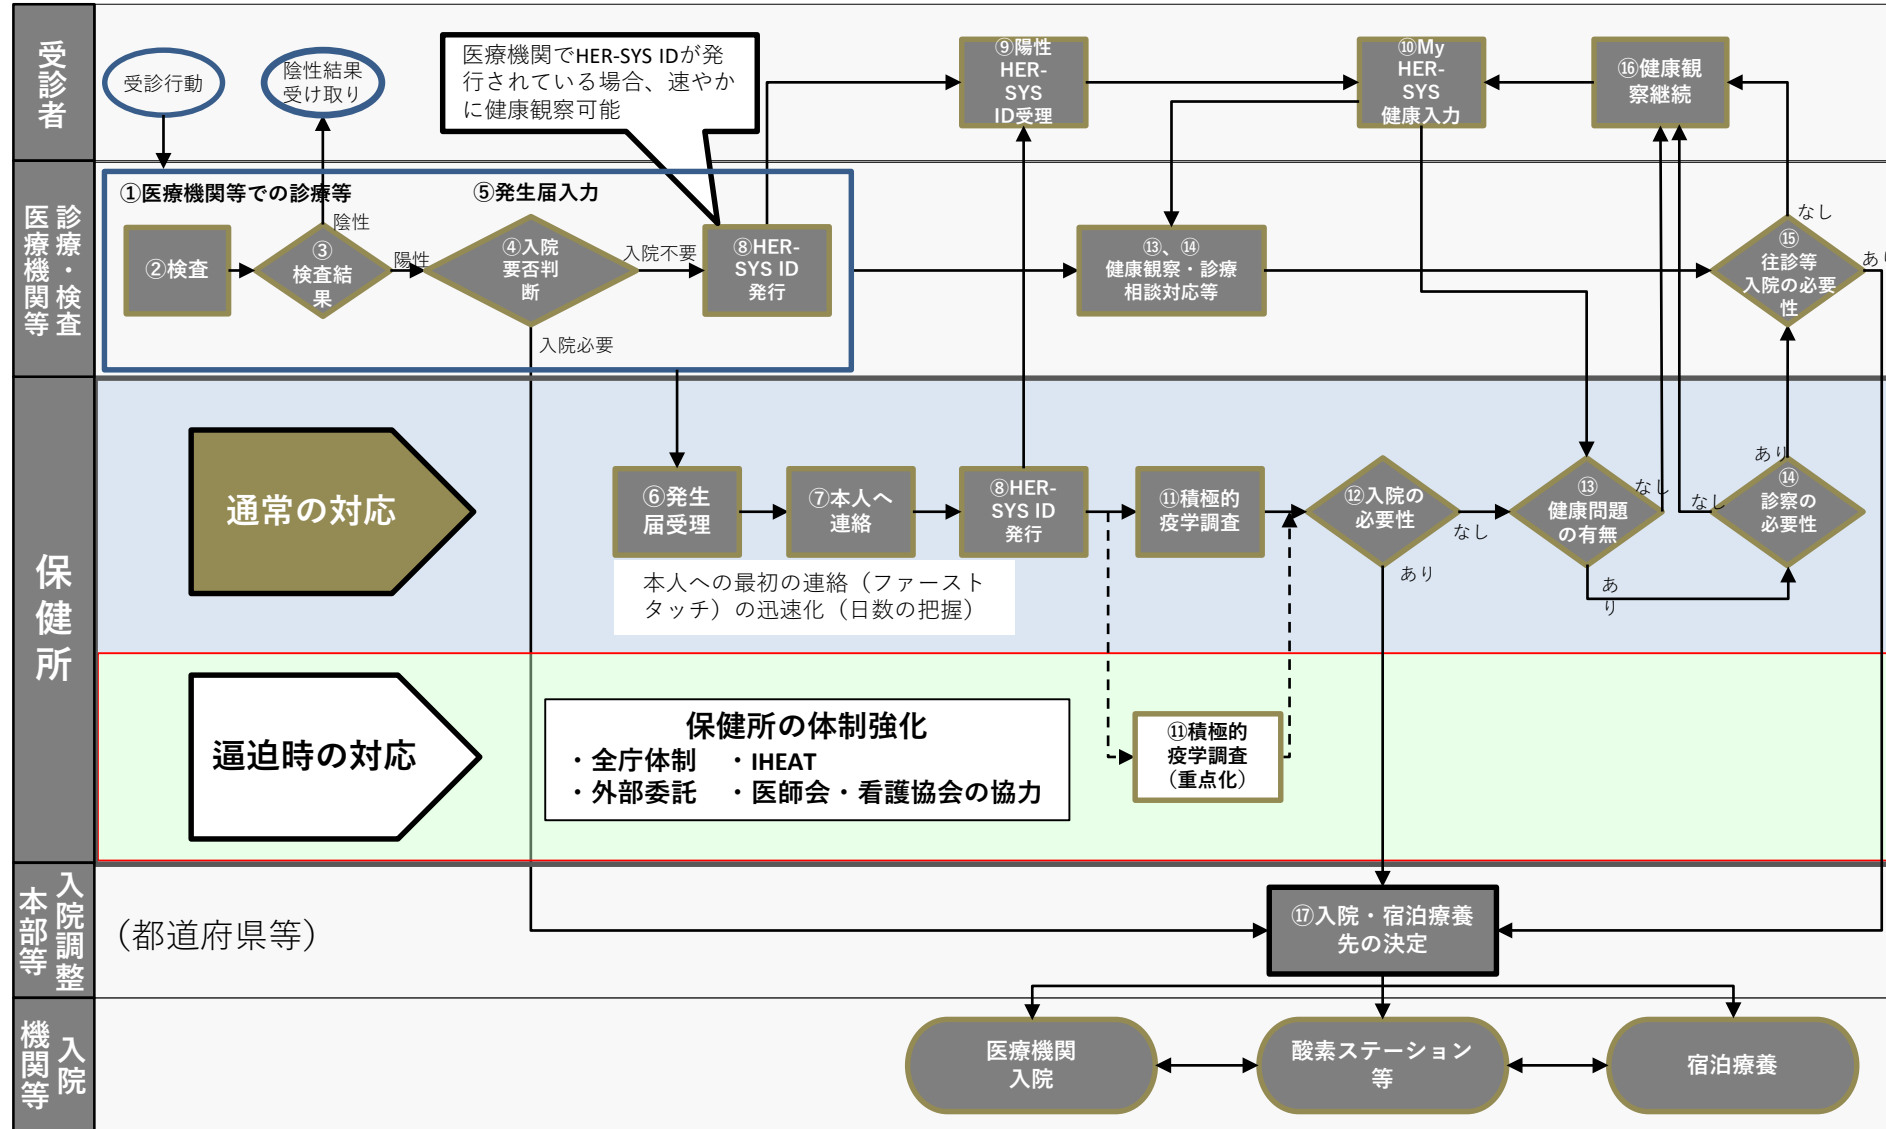 受診者
受診行動
陰性結果
受け取り
医療機関でHER-SYS IDが発
行されている場合、速やか
に健康観察可能
⑨陽性
HER-
SYS
ID受理
⑩My
HER-
SYS
健康入力
⑯健康観
察継続
診療・検査
医療機関等
①医療機関等での診療等
⑤発生届入力
②検査
③
検査結
果
陰性
陽性
④入院
要否判
断
入院不要
入院必要
⑧HER-
SYS ID
発行
⑬、⑭
健康観察・診療
相談対応等
⑮
往診等
入院の必要
性
なし
あり
保健所
通常の対応
⑥発生
届受理
⑦本人へ
連絡
⑧HER-
SYS ID
発行
⑪積極的
疫学調査
⑫入院の
必要性
なし
あり
⑬
健康問題
の有無
なし
あ
り
⑭
診察の
必要性
なし
あり
本人への最初の連絡（ファースト
タッチ）の迅速化（日数の把握）
逼迫時の対応
保健所の体制強化
・全庁体制　・IHEAT
・外部委託　・医師会・看護協会の協力
⑪積極的
疫学調査
（重点化）
入院調整
本部等
（都道府県等）
⑰入院・宿泊療養
先の決定
入院
機関等
医療機関
入院
酸素ステーション
等
宿泊療養